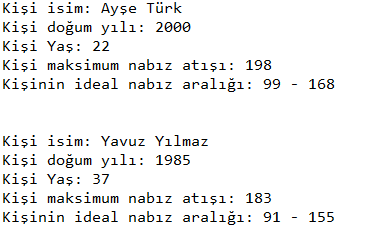 Kişi isim: Ayşe Türk
Kişi doğum yılı: 2000
Kişi Yaş: 22
Kişi maksimum nabız atışı: 198
Kişinin ideal nabız aralığı: 99 - 168
Kişi isim: Yavuz Yılmaz
Kişi doğum yılı: 1985
Kişi Yaş: 37
Kişi maksimum nabız atışı: 183
Kişinin ideal nabız aralığı: 91 - 155